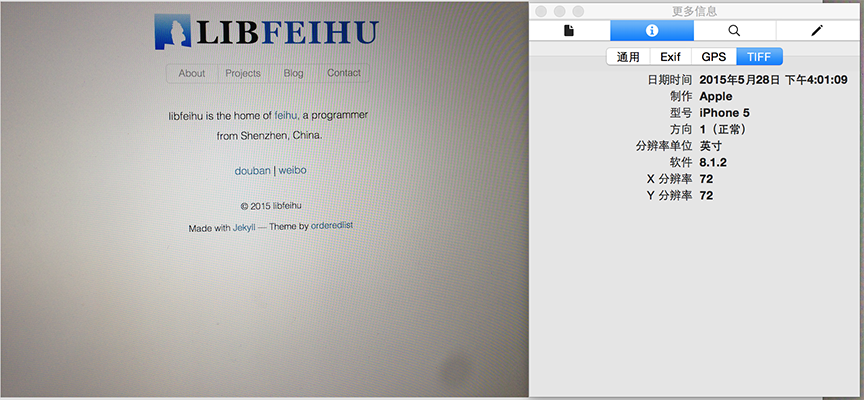 LIBFEIHU
About Projects Blog Contact
libfeihu is the home of feihu, a programmer
from Shenzhen, China.
douban | weibo
© 2015 libfeihu
Made with Jekyll — Theme by orderedlist
更多信息
通用 Exif GPS TIFF
日期时间 2015年5月28日 下午4:01:09
制作 Apple
型号 iPhone 5
方向 1（正常）
分辨率单位 英寸
软件 8.1.2
X 分辨率 72
Y 分辨率 72